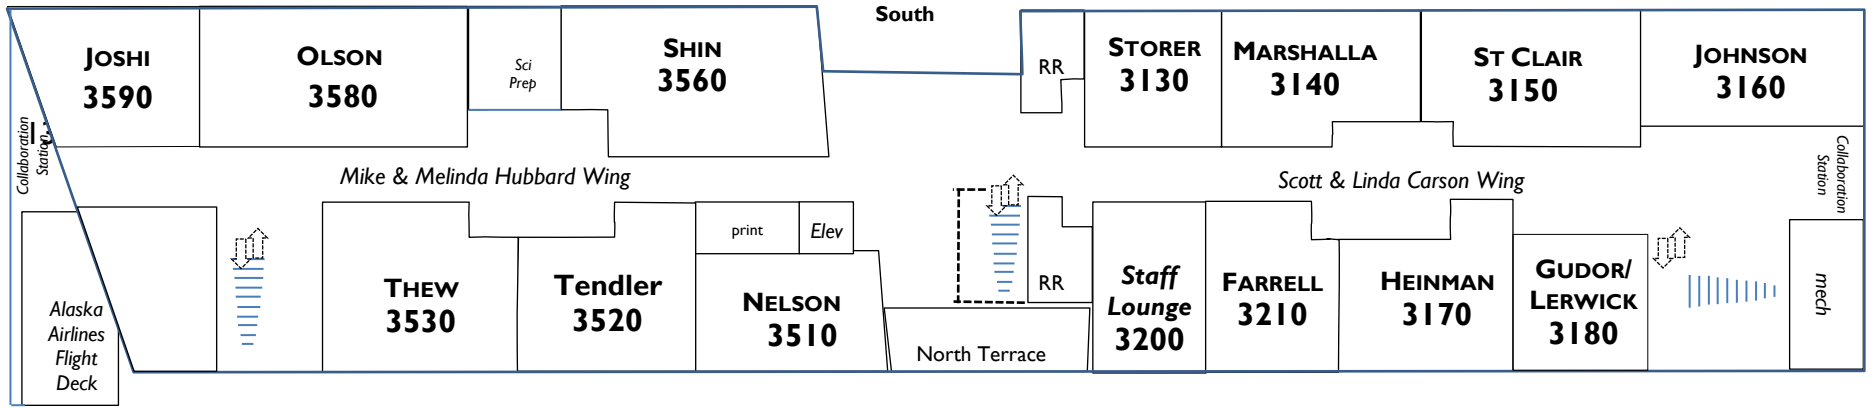 South
JOSHI
3590
OLSON
3580
Sci
Prep
SHIN
3560
RR
STORER
3130
MARSHALLA
3140
ST CLAIR
3150
JOHNSON
3160
Collaboration
Station
Mike & Melinda Hubbard Wing
Scott & Linda Carson Wing
Collaboration
Station
Alaska
Airlines
Flight
Deck
THEW
3530
Tendler
3520
print
Elev
NELSON
3510
North Terrace
RR
Staff
Lounge
3200
FARRELL
3210
HEINMAN
3170
GUDOR/
LERWICK
3180
mech